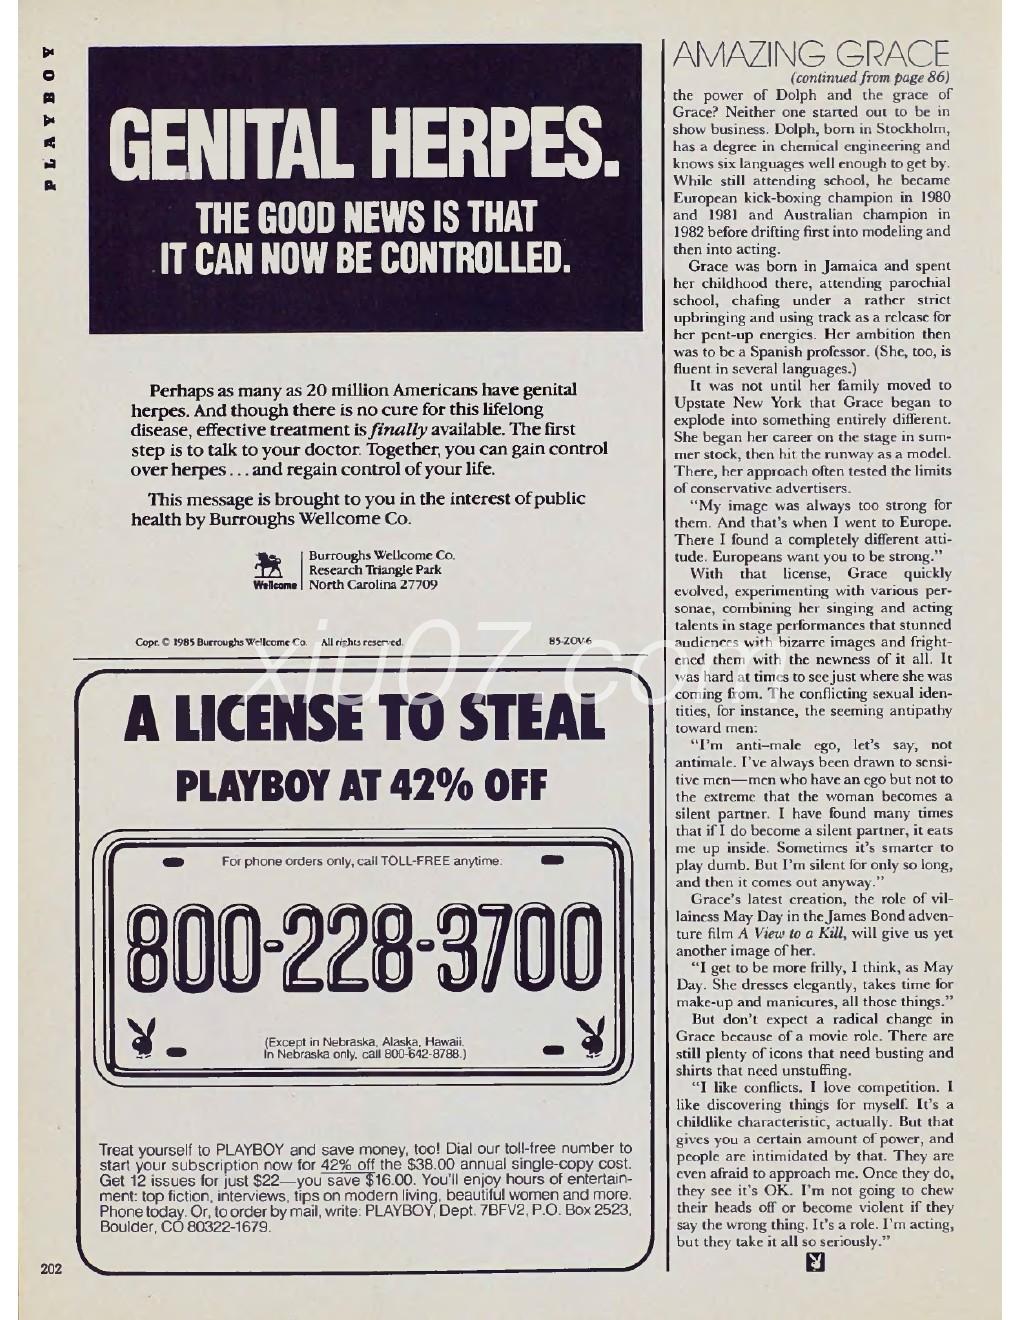 PLAYBOY
GENITAL HERPES.
THE GOOD NEWS IS THAT
IT CAN NOW BE CONTROLLED.
Perhaps as many as 20 million Americans have genital
herpes. And though there is no cure for this lifelong
disease, effective treatment is finally available. The first
step is to talk to your doctor. Together, you can gain control
over herpes . . . and regain control of your life.
This message is brought to you in the interest of public
health by Burroughs Wellcome Co.
Wellcome
Burroughs Wellcome Co.
Research Triangle Park
North Carolina 27709
Copr. © 1985 Burroughs Wellcome Co. All rights reserved. 85-ZOV-6
A LICENSE TO STEAL
PLAYBOY AT 42% OFF
For phone orders only, call TOLL-FREE anytime:
800-228-3700
(Except in Nebraska, Alaska, Hawaii.
In Nebraska only, call 800-642-8788.)
Treat yourself to PLAYBOY and save money, too! Dial our toll-free number to
start your subscription now for 42% off the $38.00 annual single-copy cost.
Get 12 issues for just $22—you save $16.00. You'll enjoy hours of entertain-
ment: top fiction, interviews, tips on modern living, beautiful women and more.
Phone today. Or, to order by mail, write: PLAYBOY, Dept. 7BFV2, P.O. Box 2523,
Boulder, CO 80322-1679.
202
AMAZING GRACE
(continued from page 86)
the power of Dolph and the grace of
Grace? Neither one started out to be in
show business. Dolph, born in Stockholm,
has a degree in chemical engineering and
knows six languages well enough to get by.
While still attending school, he became
European kick-boxing champion in 1980
and 1981 and Australian champion in
1982 before drifting first into modeling and
then into acting.
Grace was born in Jamaica and spent
her childhood there, attending parochial
school, chafing under a rather strict
upbringing and using track as a release for
her pent-up energies. Her ambition then
was to be a Spanish professor. (She, too, is
fluent in several languages.)
It was not until her family moved to
Upstate New York that Grace began to
explode into something entirely different.
She began her career on the stage in sum-
mer stock, then hit the runway as a model.
There, her approach often tested the limits
of conservative advertisers.
"My image was always too strong for
them. And that's when I went to Europe.
There I found a completely different atti-
tude. Europeans want you to be strong."
With that license, Grace quickly
evolved, experimenting with various per-
sonae, combining her singing and acting
talents in stage performances that stunned
audiences with bizarre images and fright-
ened them with the newness of it all. It
was hard at times to see just where she was
coming from. The conflicting sexual iden-
tities, for instance, the seeming antipathy
toward men:
"I'm anti–male ego, let's say, not
antimale. I've always been drawn to sensi-
tive men—men who have an ego but not to
the extreme that the woman becomes a
silent partner. I have found many times
that if I do become a silent partner, it eats
me up inside. Sometimes it's smarter to
play dumb. But I'm silent for only so long,
and then it comes out anyway."
Grace's latest creation, the role of vil-
lainess May Day in the James Bond adven-
ture film A View to a Kill, will give us yet
another image of her.
"I get to be more frilly, I think, as May
Day. She dresses elegantly, takes time for
make-up and manicures, all those things."
But don't expect a radical change in
Grace because of a movie role. There are
still plenty of icons that need busting and
shirts that need unstuffing.
"I like conflicts. I love competition. I
like discovering things for myself. It's a
childlike characteristic, actually. But that
gives you a certain amount of power, and
people are intimidated by that. They are
even afraid to approach me. Once they do,
they see it's OK. I'm not going to chew
their heads off or become violent if they
say the wrong thing. It's a role. I'm acting,
but they take it all so seriously."
xiu07.com